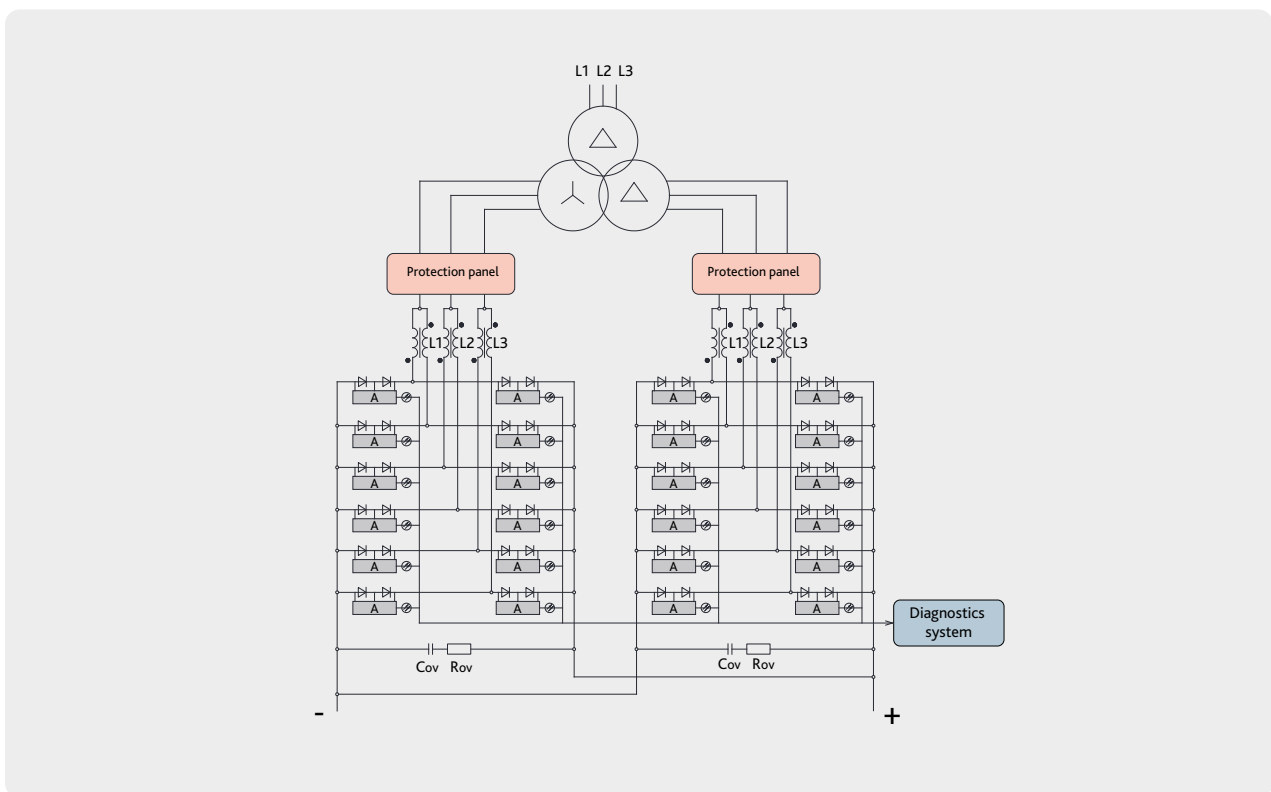 L1 L2 L3
Protection panel
Protection panel
L1 L2 L3
L1 L2 L3
A A A A
A A A A
A A A A
A A A A
A A A A
A A A A
Diagnostics
system
Cov Rov
Cov Rov
- +